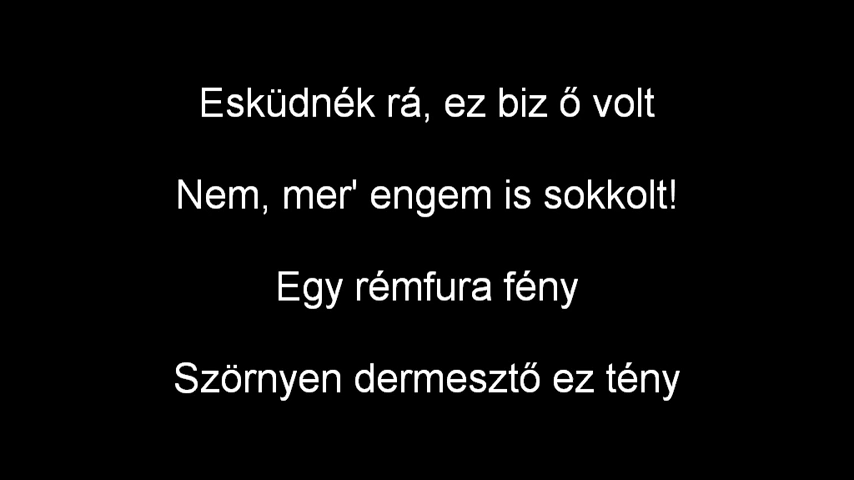 Esküdnék rá, ez biz ő volt
Nem, mer' engem is sokkolt!
Egy rémfura fény
Szörnyen dermesztő ez tény